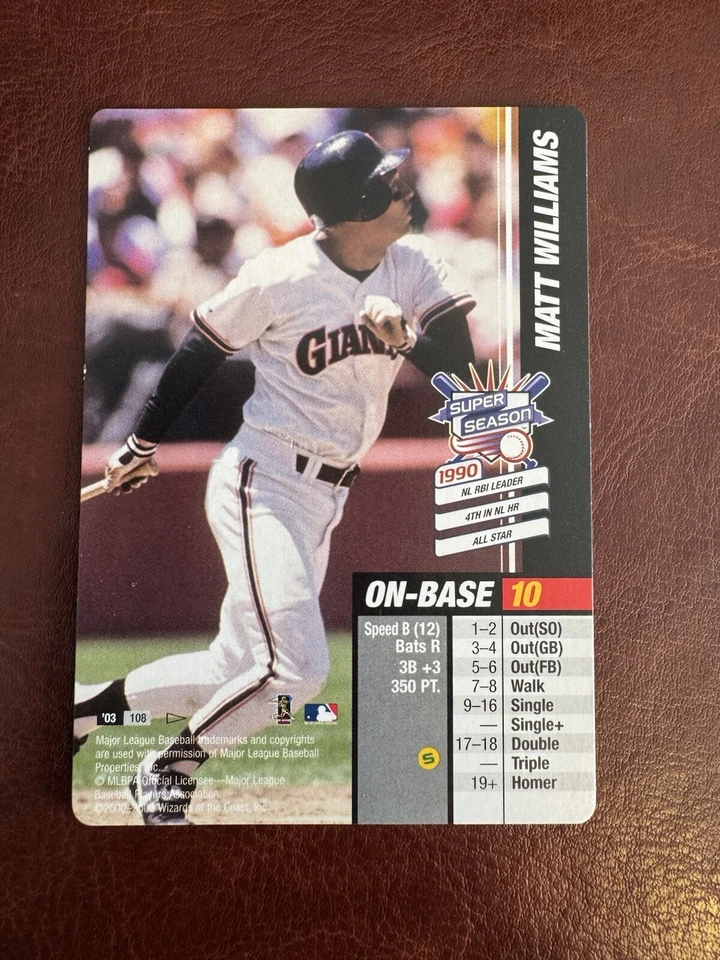 MATT WILLIAMS
GIAN
SUPER
SEASON
1990
NL RBI LEADER
4TH IN NL HR
ALL STAR
ON-BASE 10
Speed B (12)
Bats R
3B +3
350 PT.
S
1–2 Out(SO)
3–4 Out(GB)
5–6 Out(FB)
7–8 Walk
9–16 Single
— Single+
17–18 Double
— Triple
19+ Homer
'03 108
Major League Baseball trademarks and copyrights
are used with permission of Major League Baseball
Properties, Inc.
© MLBPA Official Licensee—Major League
Baseball Players Association.
©2000–2003 Wizards of the Coast, Inc.